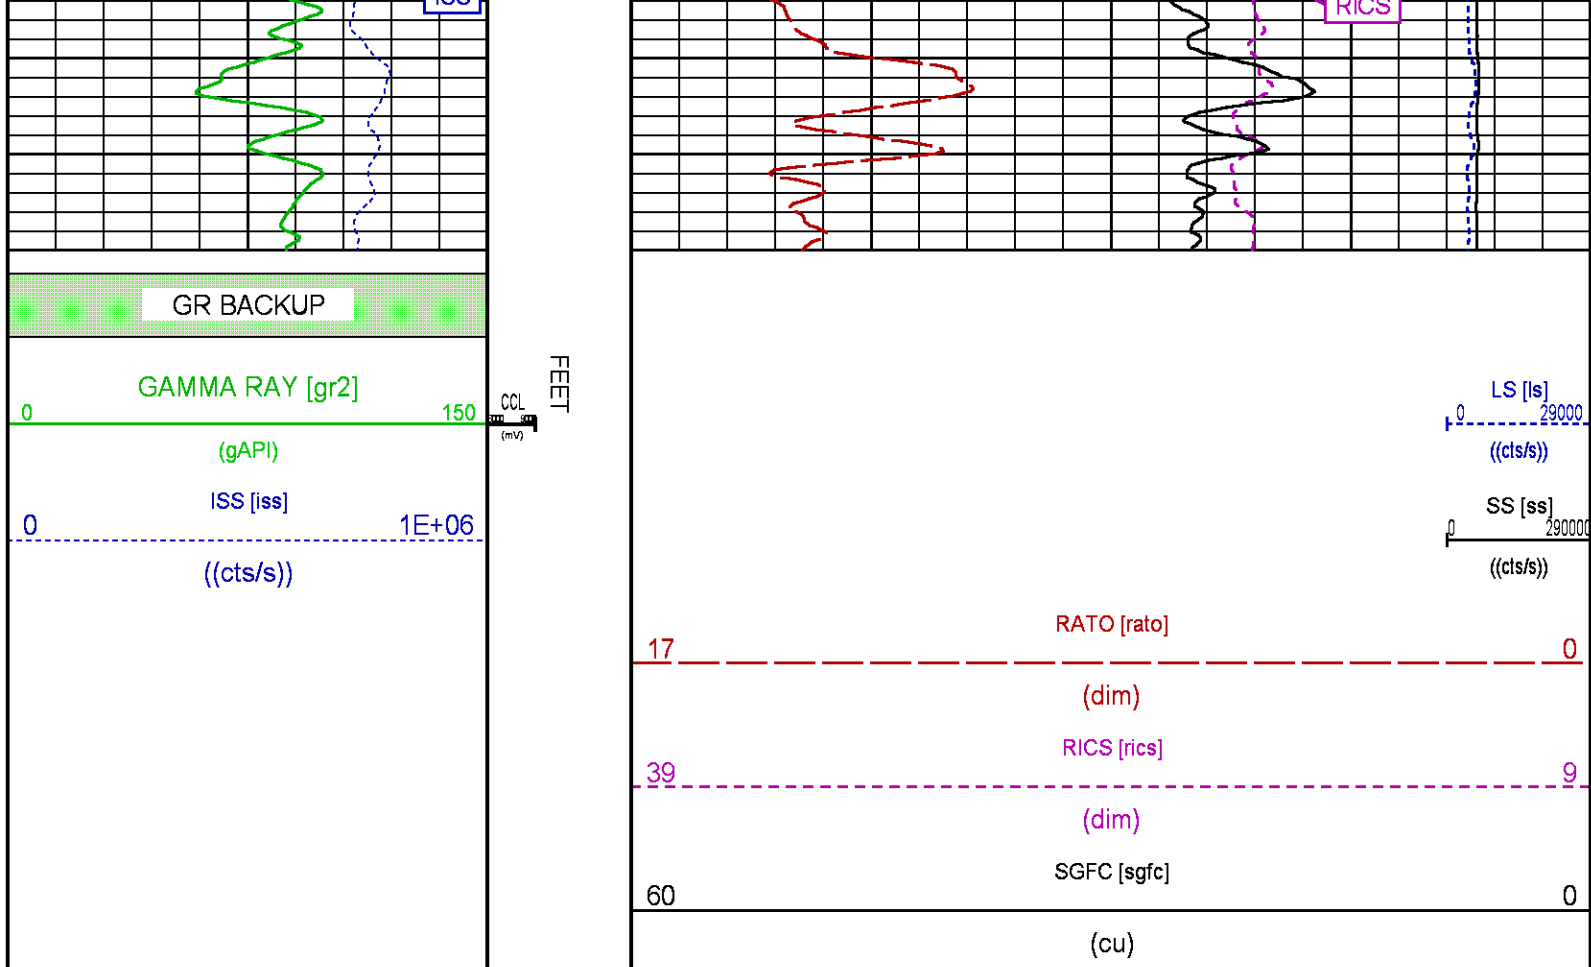 ISS
RICS
GR BACKUP
GAMMA RAY [gr2]
0 150
(gAPI)
ISS [iss]
0 1E+06
((cts/s))
CCL
(mV)
FEET
LS [ls]
0 29000
((cts/s))
SS [ss]
0 290000
((cts/s))
RATO [rato]
17 0
(dim)
RICS [rics]
39 9
(dim)
SGFC [sgfc]
60 0
(cu)